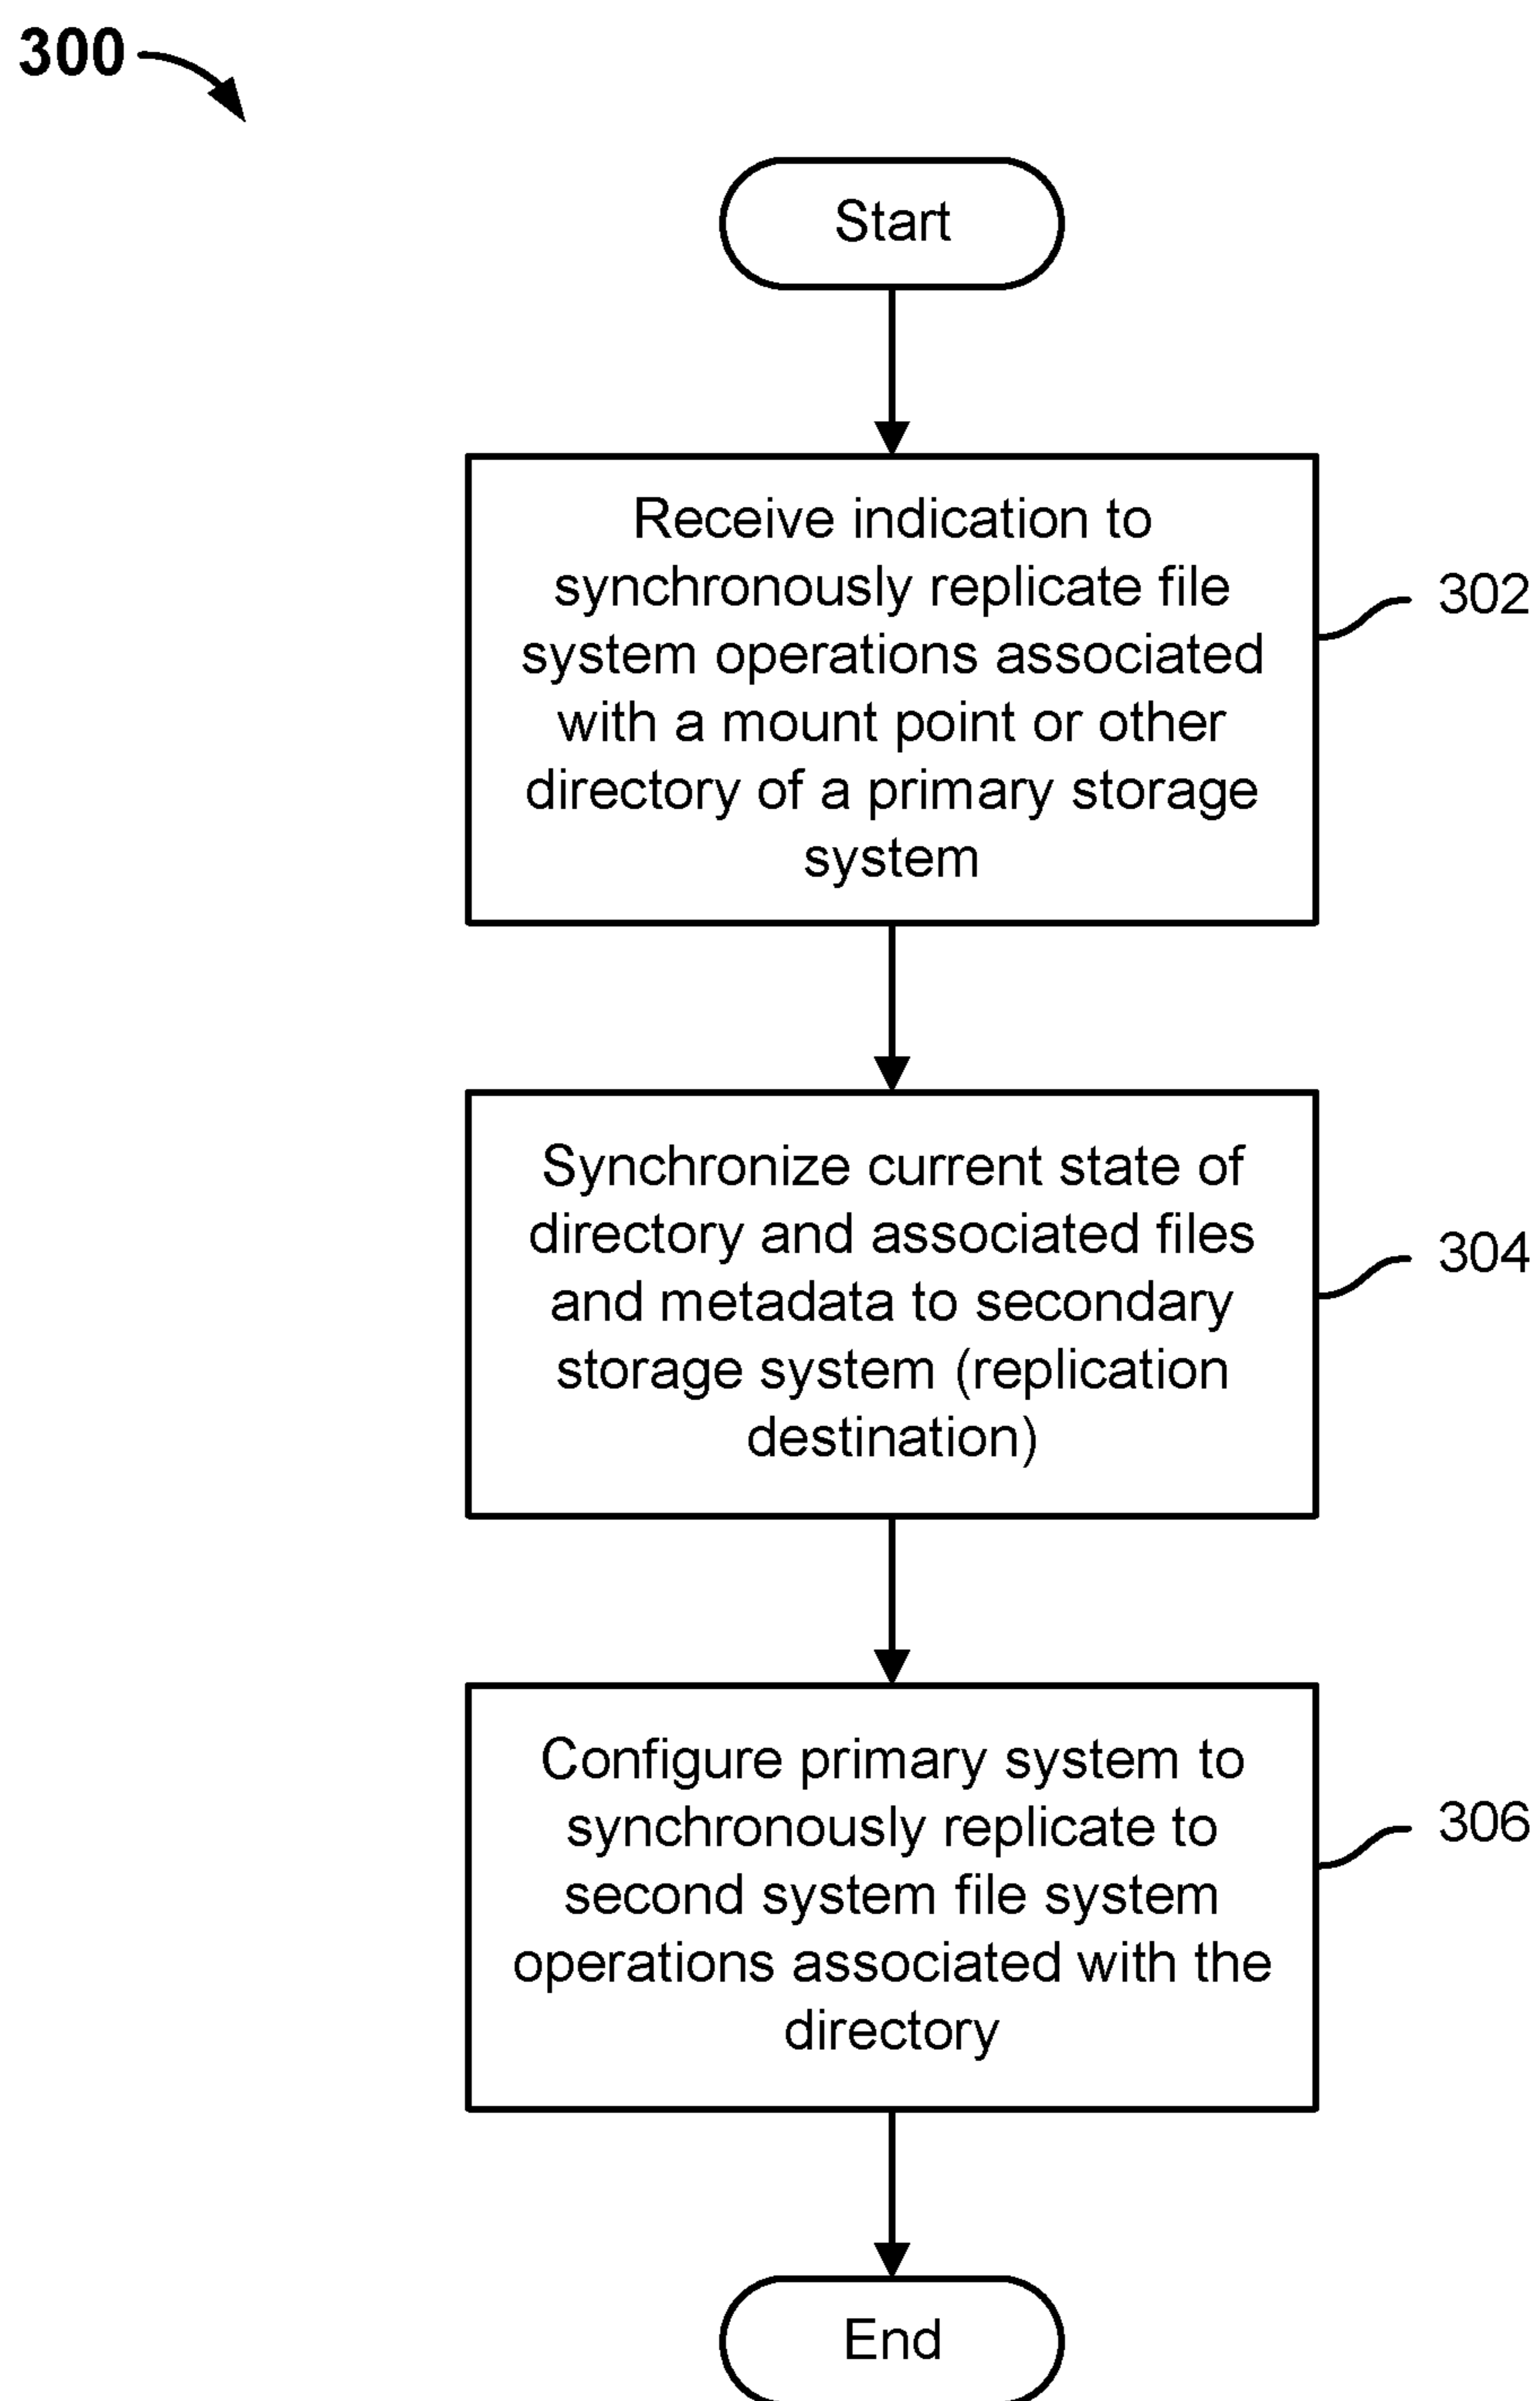 300
Start
Receive indication to
synchronously replicate file
system operations associated
with a mount point or other
directory of a primary storage
system
302
Synchronize current state of
directory and associated files
and metadata to secondary
storage system (replication
destination)
304
Configure primary system to
synchronously replicate to
second system file system
operations associated with the
directory
306
End